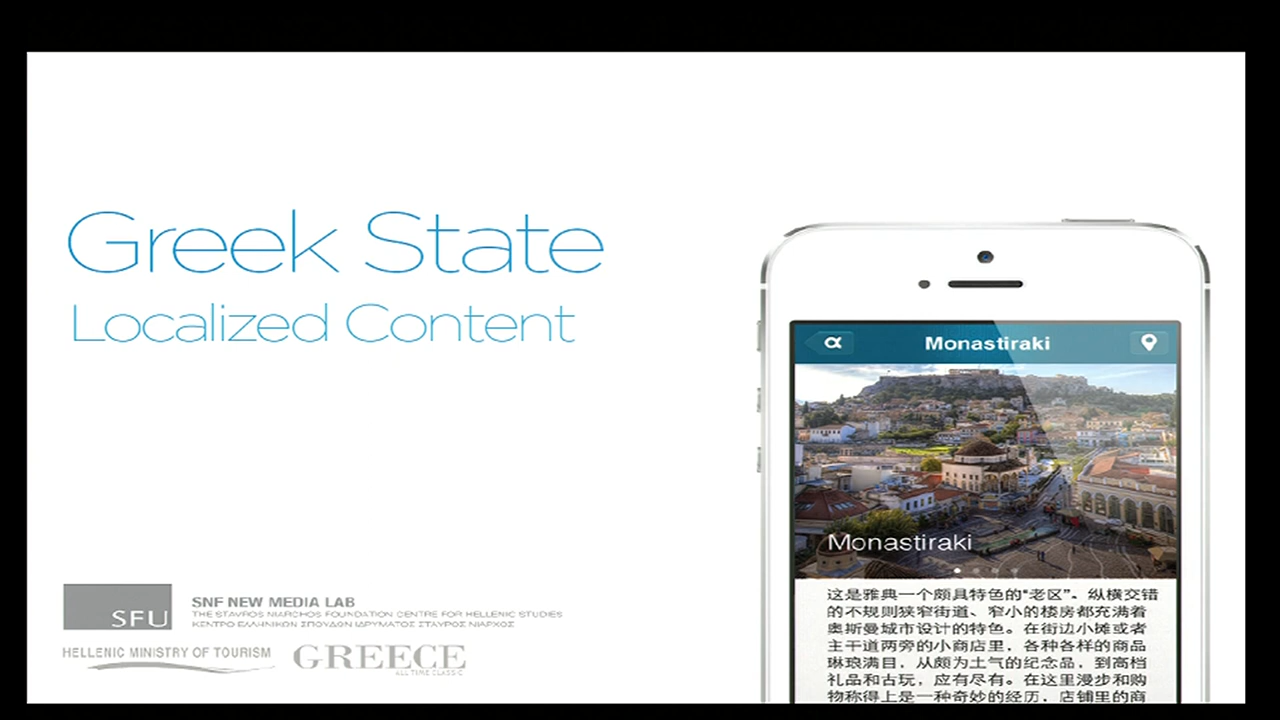 Greek State
Localized Content
α
Monastiraki
Monastiraki
这是雅典一个颇具特色的“老区”。纵横交错
的不规则狭窄街道、窄小的楼房都充满着
奥斯曼城市设计的特色。在街边小摊或者
主干道两旁的小商店里,各种各样的商品
琳琅满目,从颇为土气的纪念品,到高档
礼品和古玩,应有尽有。在这里漫步和购
物称得上是一种奇妙的经历,店铺里的商
SFU
SNF NEW MEDIA LAB
THE STAVROS NIARCHOS FOUNDATION CENTRE FOR HELLENIC STUDIES
ΚΕΝΤΡΟ ΕΛΛΗΝΙΚΩΝ ΣΠΟΥΔΩΝ ΙΔΡΥΜΑΤΟΣ ΣΤΑΥΡΟΣ ΝΙΑΡΧΟΣ
HELLENIC MINISTRY OF TOURISM
GREECE
ALL TIME CLASSIC